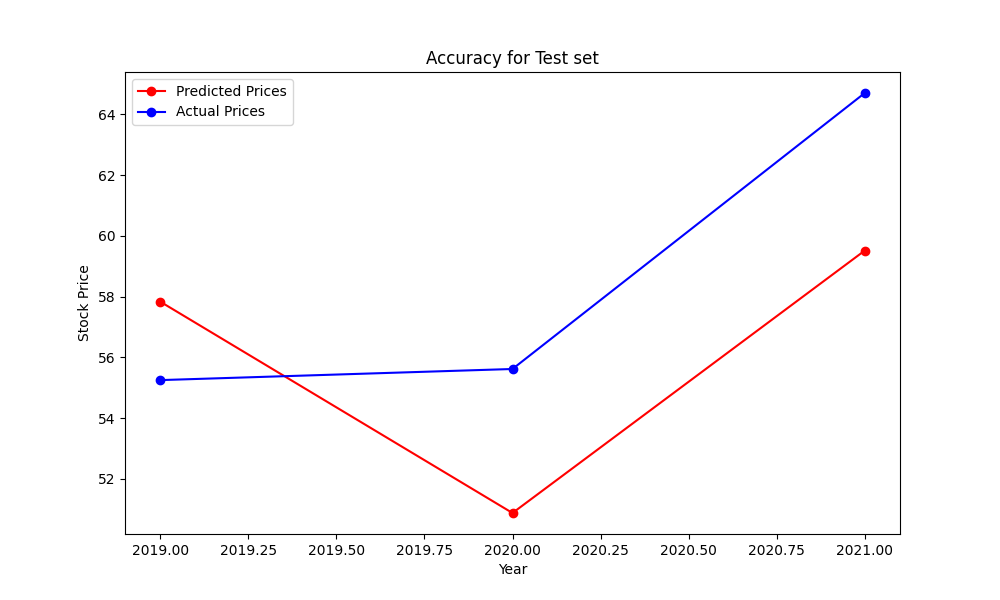 Accuracy for Test set
Predicted Prices
Actual Prices
64
62
60
58
56
54
52
Stock Price
2019.00 2019.25 2019.50 2019.75 2020.00 2020.25 2020.50 2020.75 2021.00
Year